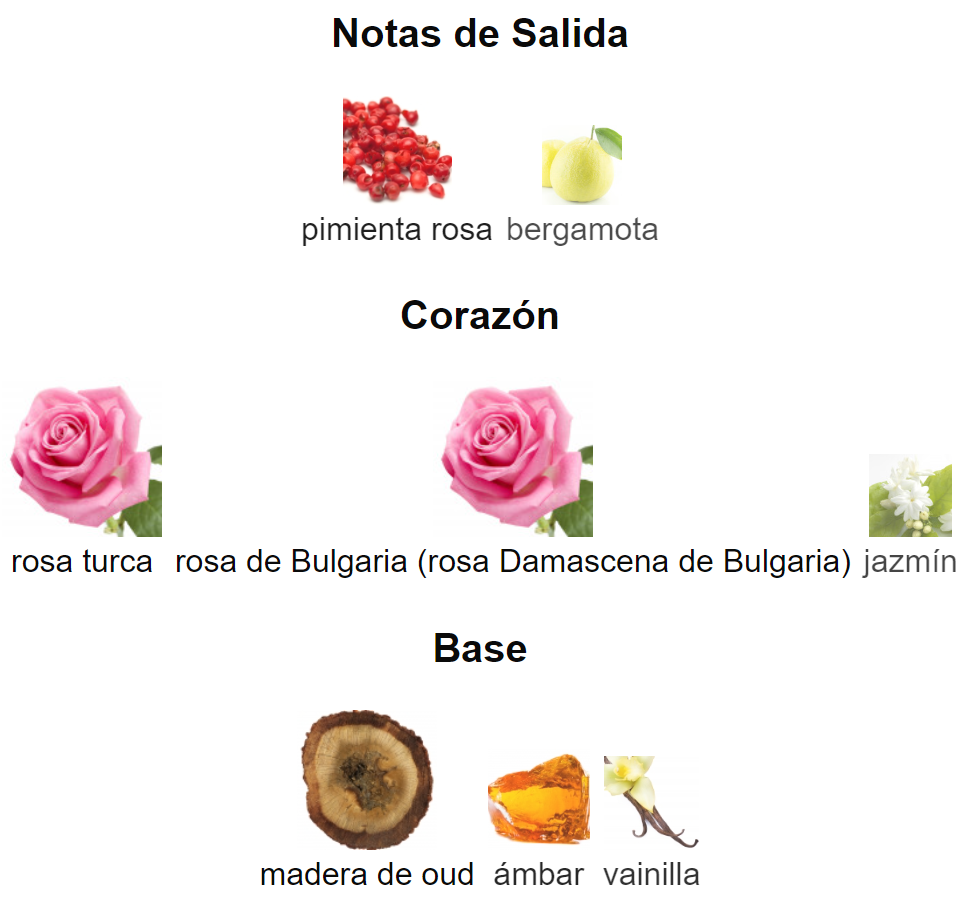 Notas de Salida
pimienta rosa bergamota
Corazón
rosa turca rosa de Bulgaria (rosa Damascena de Bulgaria) jazmín
Base
madera de oud ámbar vainilla